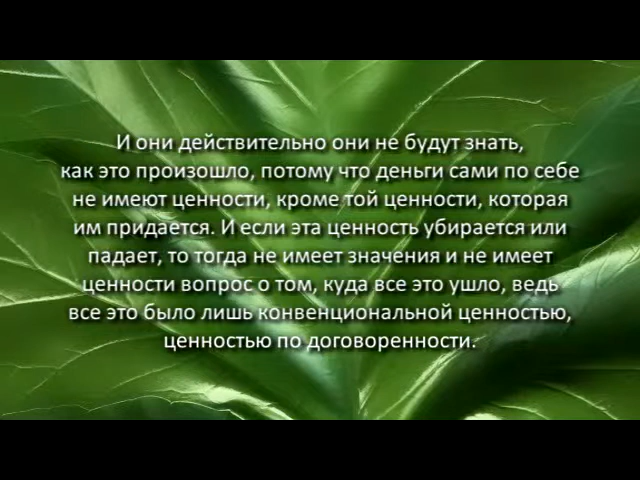 И они действительно они не будут знать,
как это произошло, потому что деньги сами по себе
не имеют ценности, кроме той ценности, которая
им придается. И если эта ценность убирается или
падает, то тогда не имеет значения и не имеет
ценности вопрос о том, куда все это ушло, ведь
все это было лишь конвенциональной ценностью,
ценностью по договоренности.